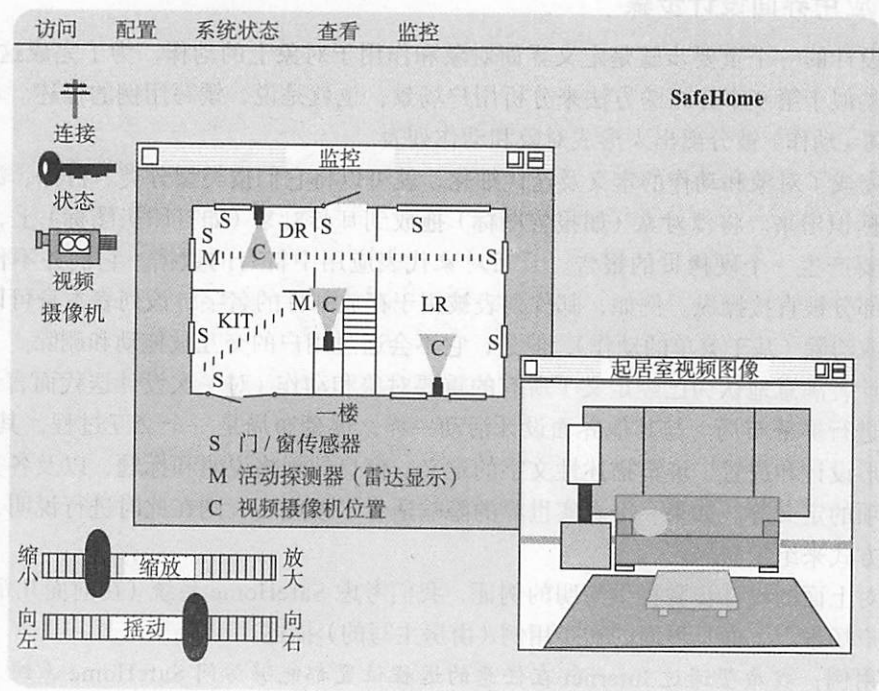 访问 配置 系统状态 查看 监控
SafeHome
连接
状态
视频
摄像机
监控
S DR S S
S
C
M S
M C LR
KIT
S C S
S
一楼
S 门/窗传感器
M 活动探测器（雷达显示）
C 视频摄像机位置
起居室视频图像
缩小 缩放 放大
向左 摇动 向右